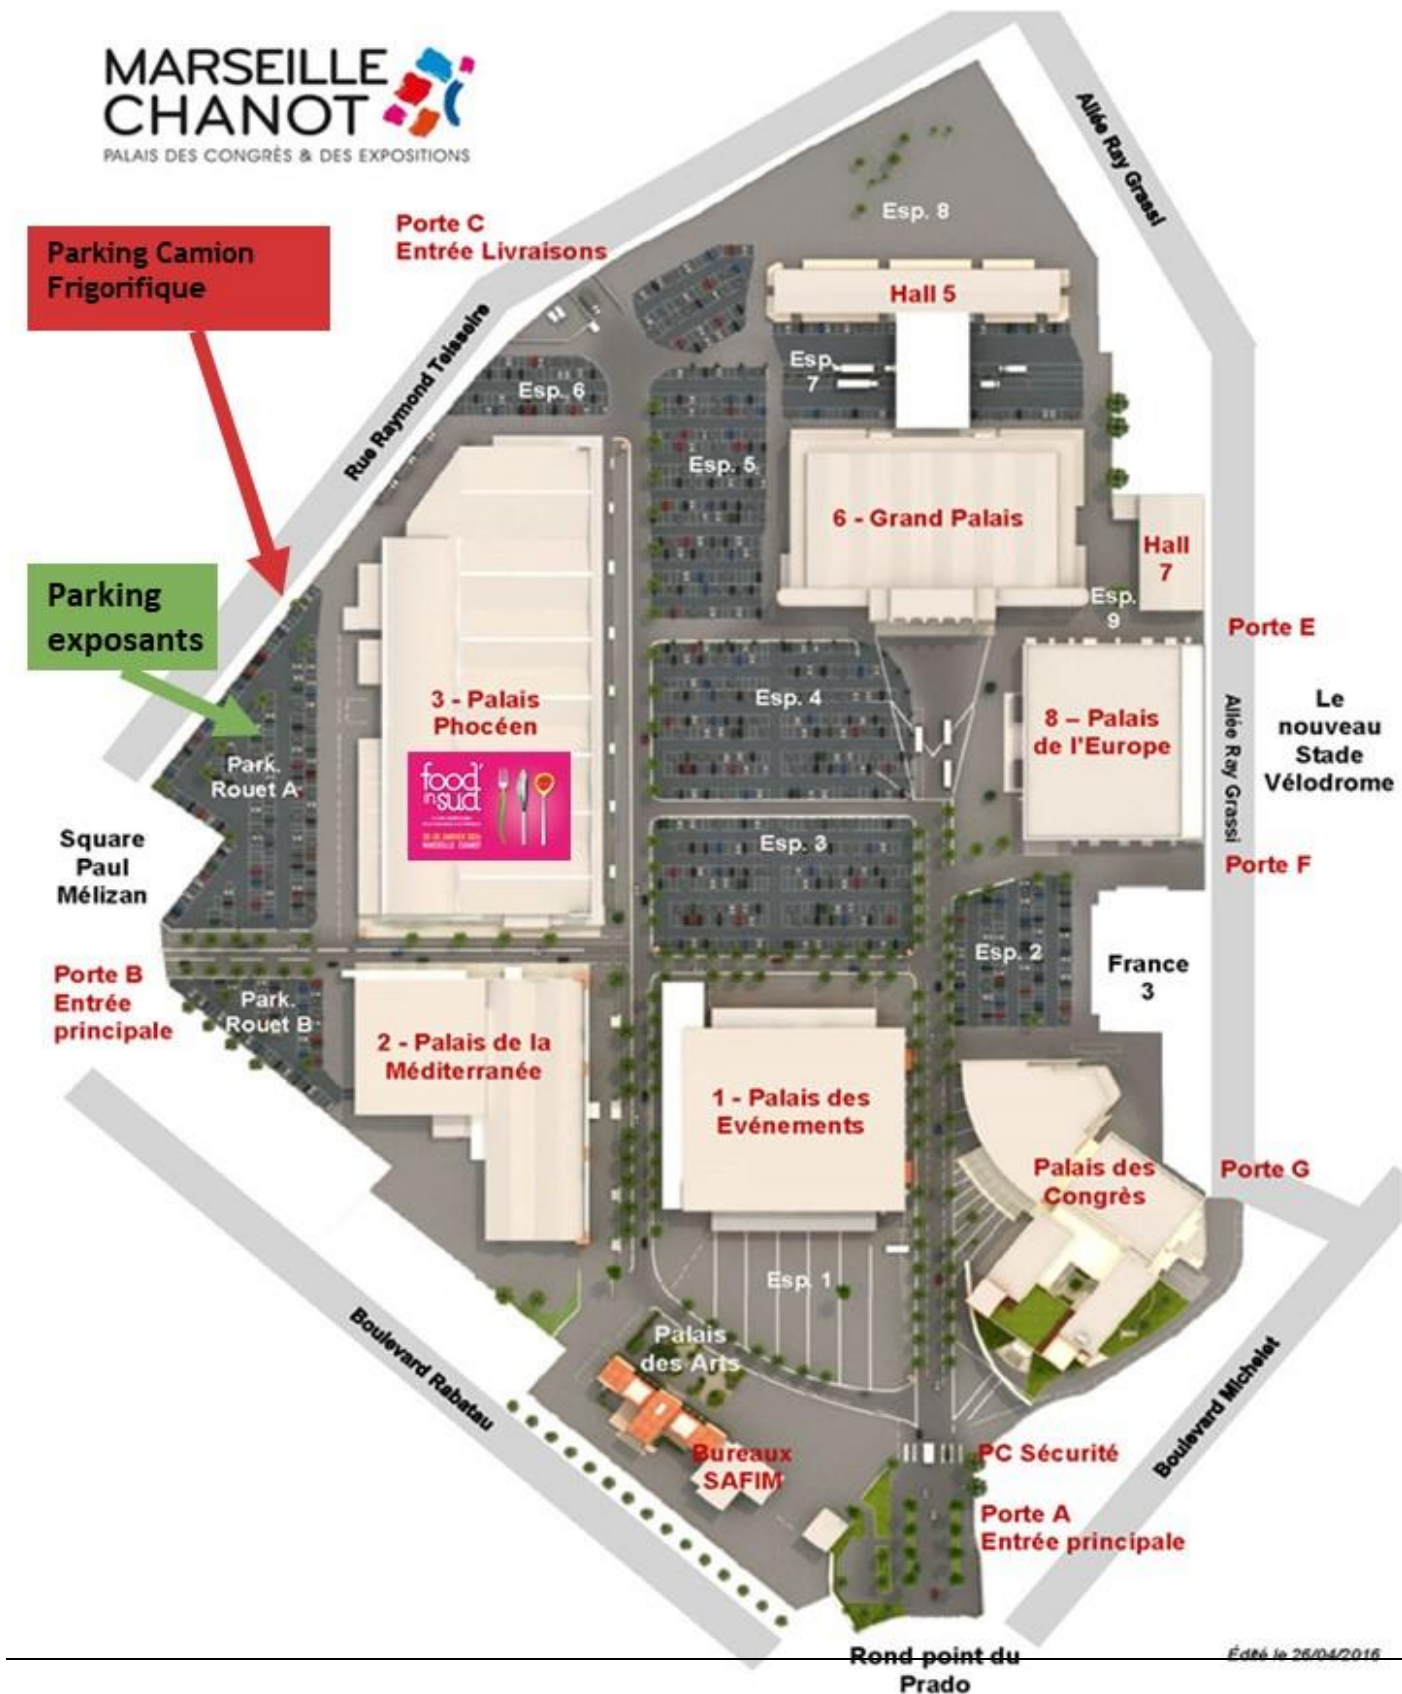 MARSEILLE
CHANOT
PALAIS DES CONGRÈS & DES EXPOSITIONS
Allée Ray Grassi
Esp. 8
Porte C
Entrée Livraisons
Parking Camion
Frigorifique
Hall 5
Rue Raymond Teisseire
Esp.
7
Esp. 6
Esp. 5
6 - Grand Palais
Hall
7
Parking
exposants
Esp.
9
Porte E
3 - Palais
Phocéen
Esp. 4
8 – Palais
de l'Europe
Allée Ray Grassi
Le
nouveau
Stade
Vélodrome
Park.
Rouet A
food'
in
sud
MARSEILLE CHANOT
Square
Paul
Mélizan
Esp. 3
Porte F
Esp. 2
France
3
Porte B
Entrée
principale
Park.
Rouet B
2 - Palais de la
Méditerranée
1 - Palais des
Evénements
Palais des
Congrès
Porte G
Esp. 1
Palais
des Arts
Boulevard Rabatau
Boulevard Michelet
Bureaux
SAFIM
PC Sécurité
Porte A
Entrée principale
Rond point du
Prado
Édité le 26/04/2016